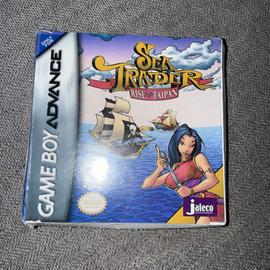 GAME BOY ADVANCE
SEA
TRADER
RISE OF TAIPAN
jaleco